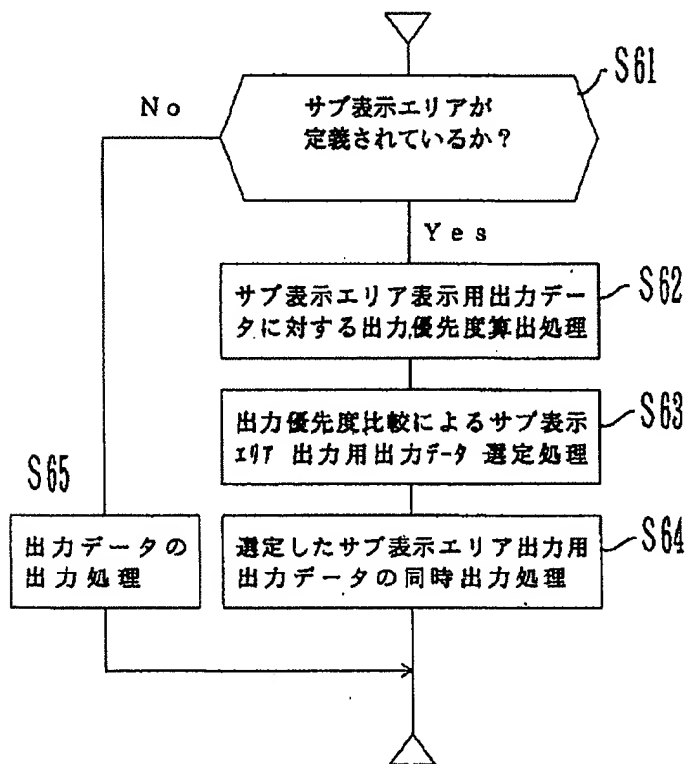 S61
サブ表示エリアが
定義されているか？
No
Yes
S62
サブ表示エリア表示用出力デー
タに対する出力優先度算出処理
S63
出力優先度比較によるサブ表示
ｴﾘｱ 出力用出力ﾃﾞｰﾀ 選定処理
S64
選定したサブ表示エリア出力用
出力データの同時出力処理
S65
出力データの
出力処理